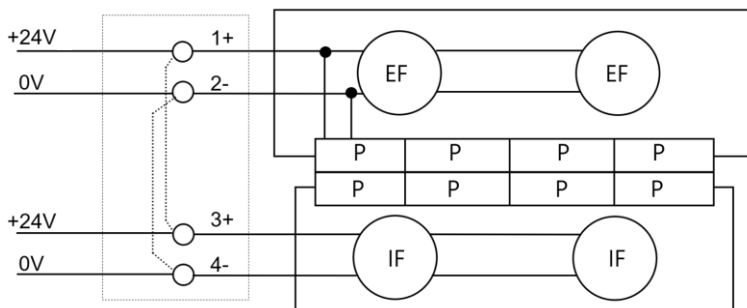 +24V 1+
EF EF
0V 2-
P P P P
P P P P
+24V 3+
IF IF
0V 4-